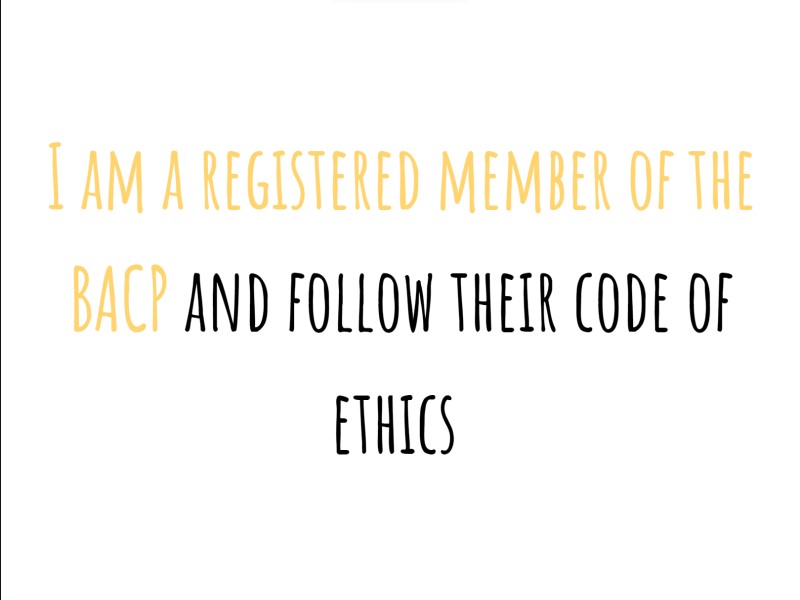 I AM A REGISTERED MEMBER OF THE
BACP AND FOLLOW THEIR CODE OF
ETHICS